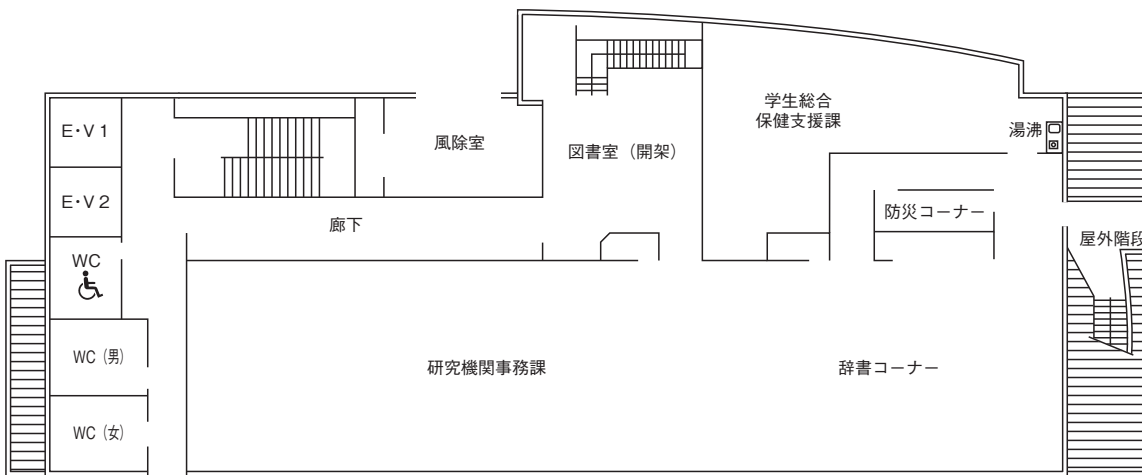 E・V 1
E・V 2
WC
WC（男）
WC（女）
風除室
廊下
図書室（開架）
学生総合
保健支援課
湯沸
防災コーナー
屋外階段
研究機関事務課
辞書コーナー